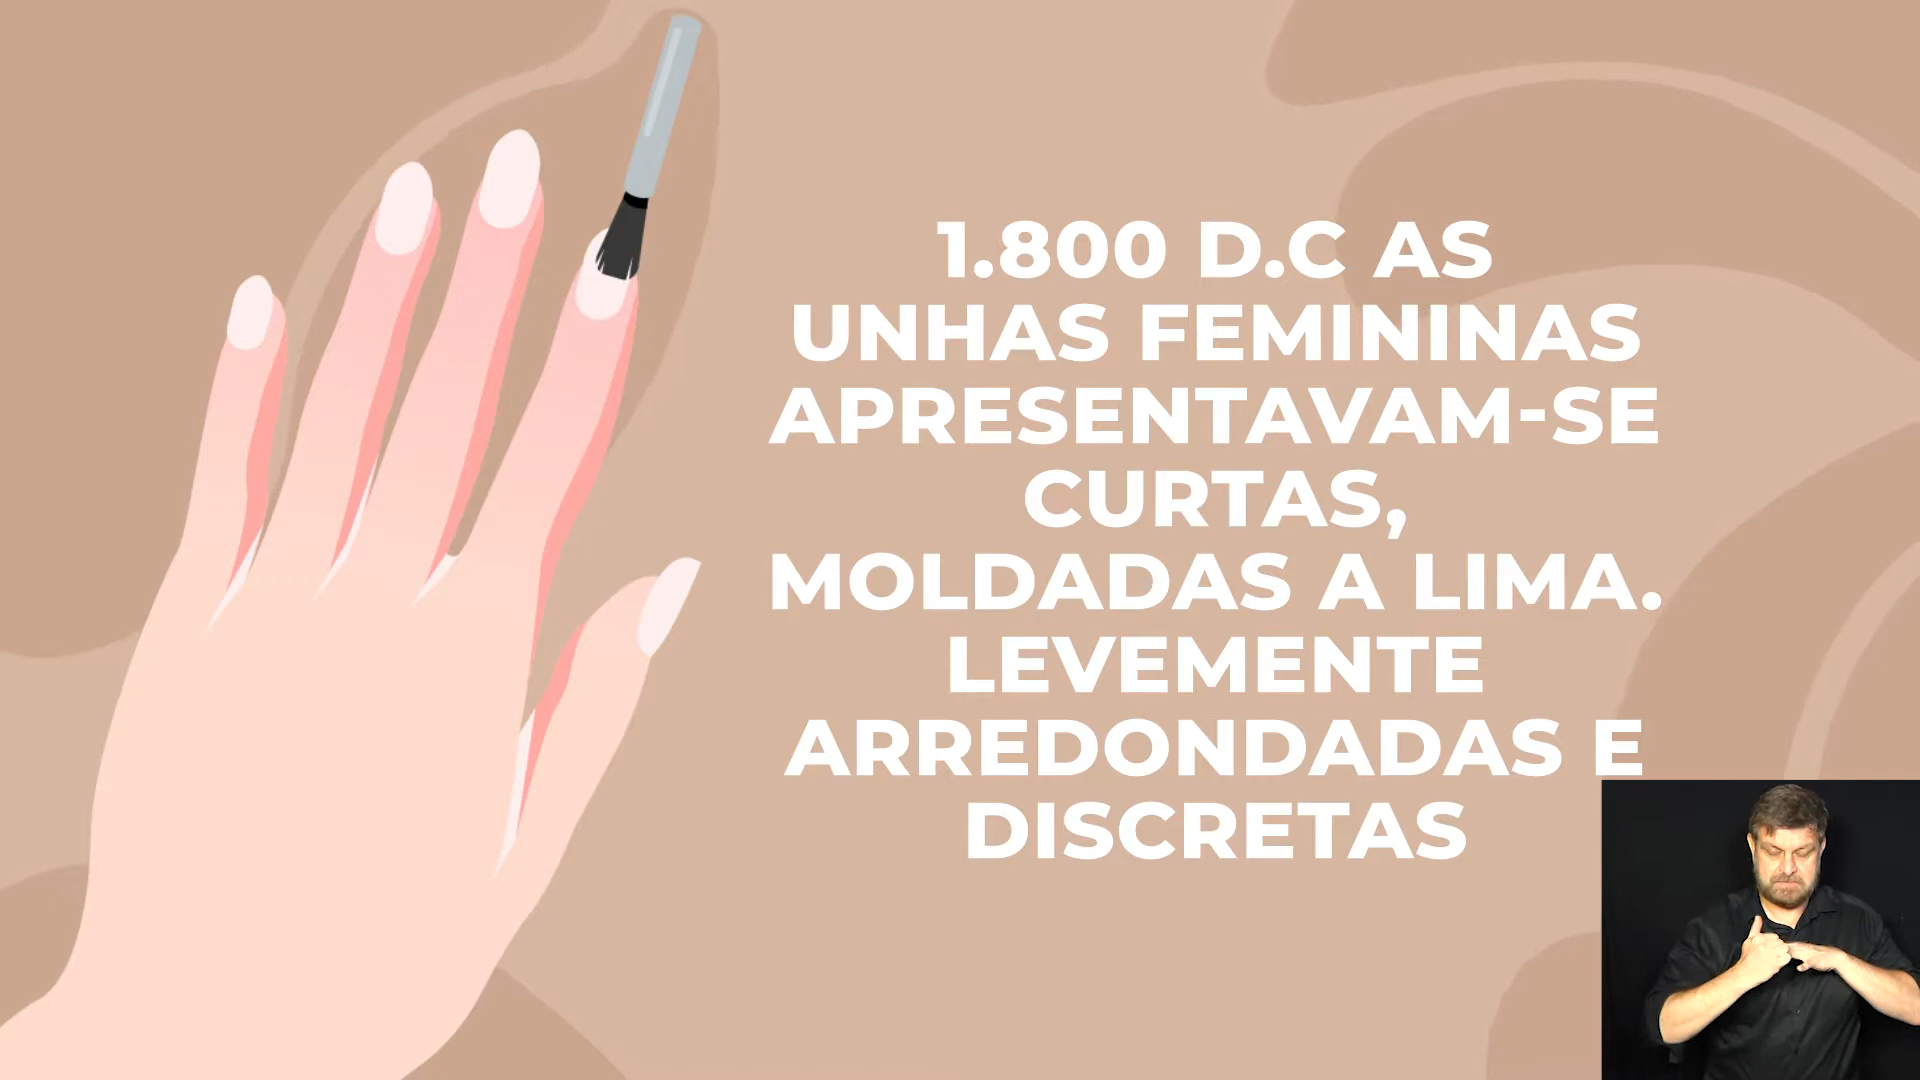 1.800 D.C AS
UNHAS FEMININAS
APRESENTAVAM-SE
CURTAS,
MOLDADAS A LIMA.
LEVEMENTE
ARREDONDADAS E
DISCRETAS